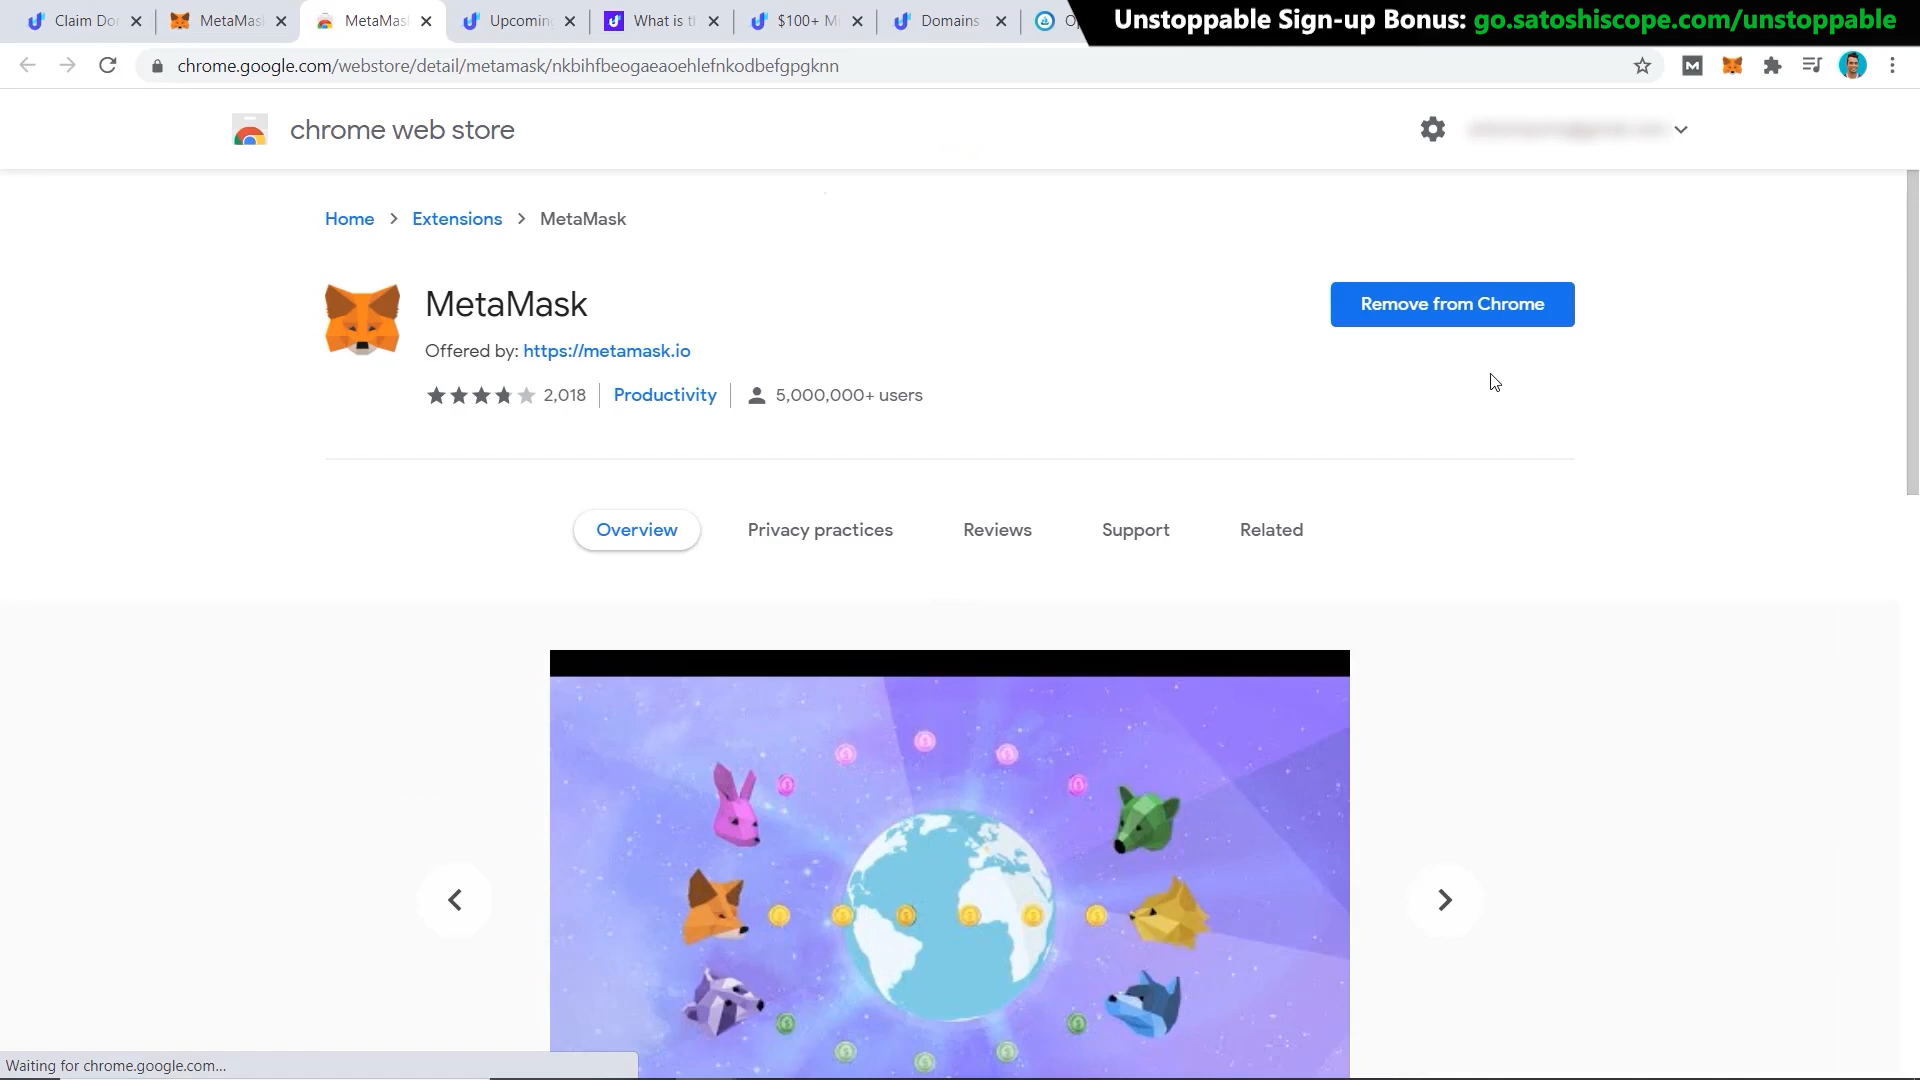 Claim Do
MetaMas
MetaMas
Upcoming
What is t
$100+ M
Domains
O
Unstoppable Sign-up Bonus: go.satoshiscope.com/unstoppable
chrome.google.com/webstore/detail/metamask/nkbihfbeogaeaoehlefnkodbefgpgknn
chrome web store
Home > Extensions > MetaMask
MetaMask
Remove from Chrome
Offered by: https://metamask.io
2,018 Productivity 5,000,000+ users
Overview Privacy practices Reviews Support Related
Waiting for chrome.google.com...